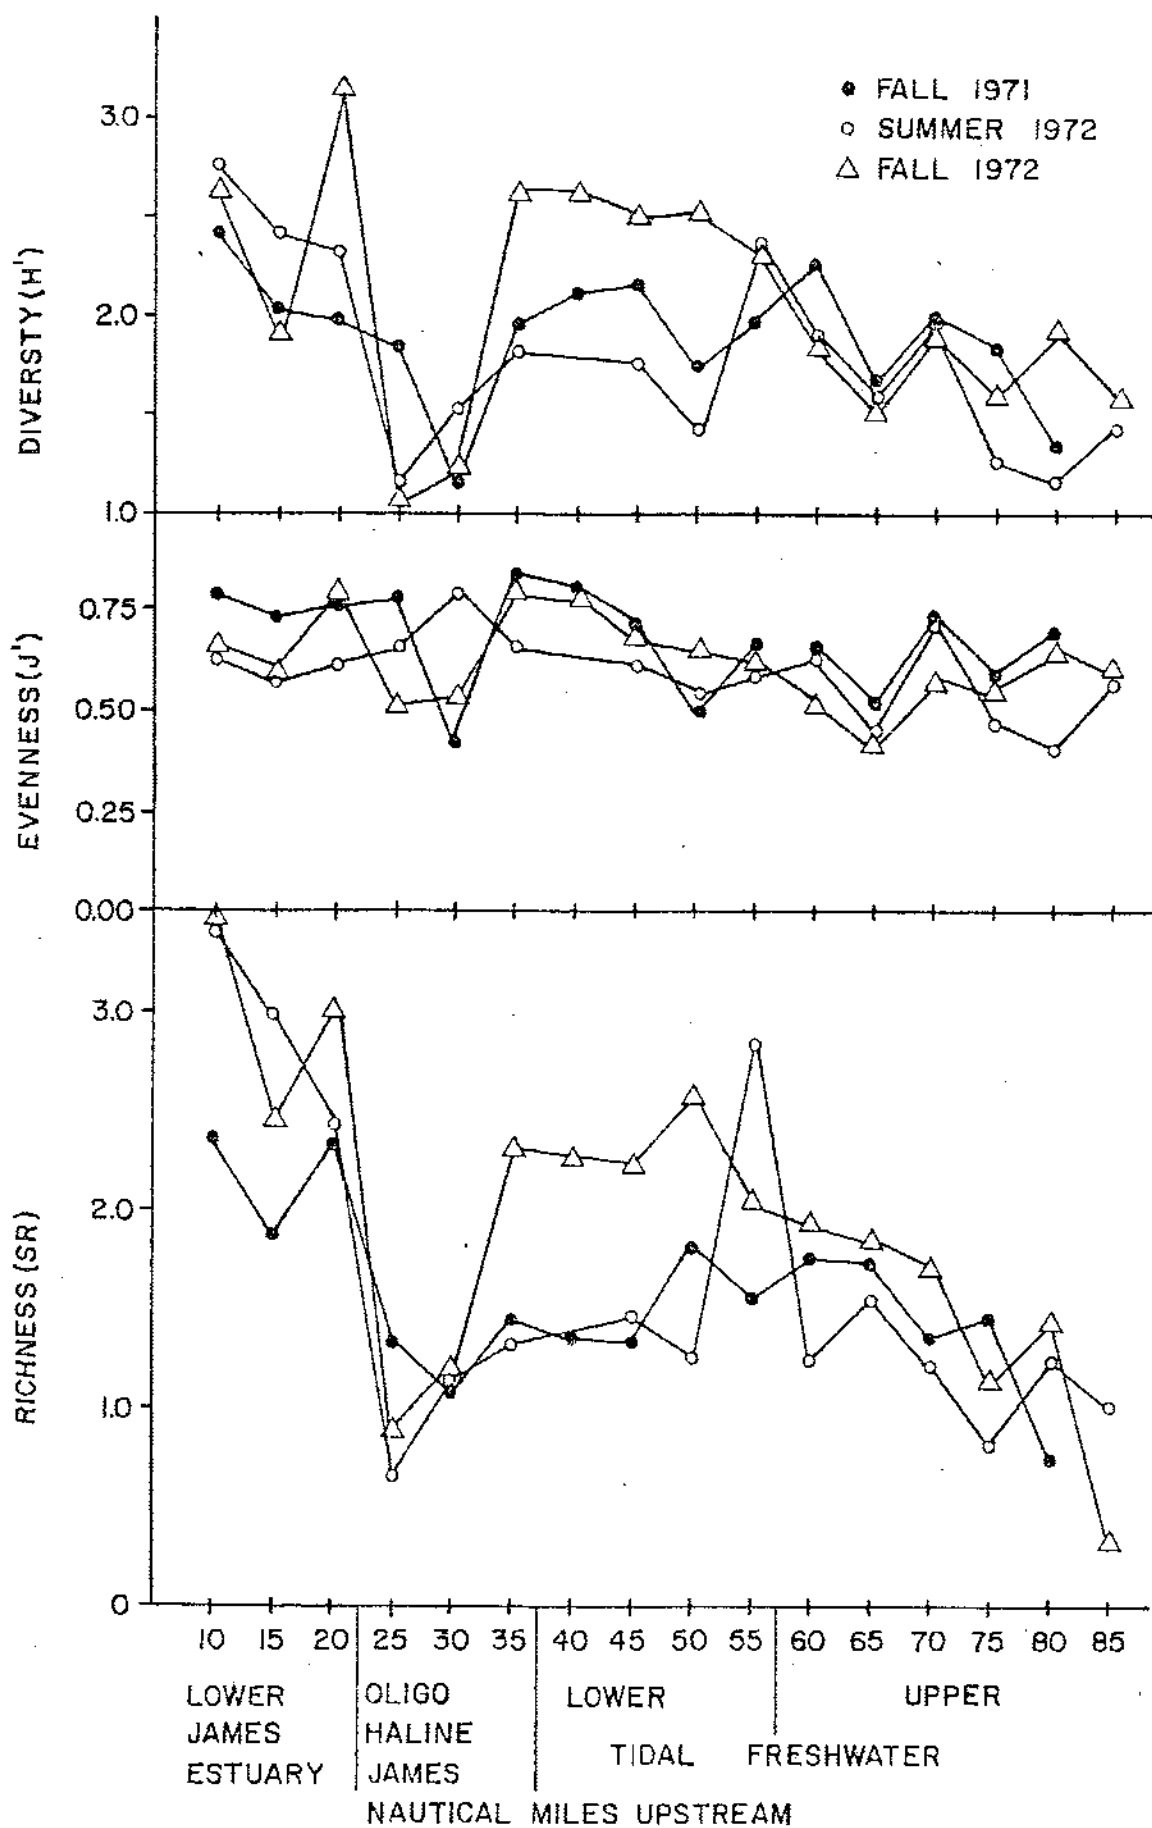 FALL 1971
SUMMER 1972
FALL 1972
DIVERSTY (H')
3.0
2.0
1.0
EVENNESS (J')
0.75
0.50
0.25
0.00
RICHNESS (SR)
3.0
2.0
1.0
0
10 15 20 25 30 35 40 45 50 55 60 65 70 75 80 85
LOWER OLIGO LOWER UPPER
JAMES HALINE
TIDAL FRESHWATER
ESTUARY JAMES
NAUTICAL MILES UPSTREAM